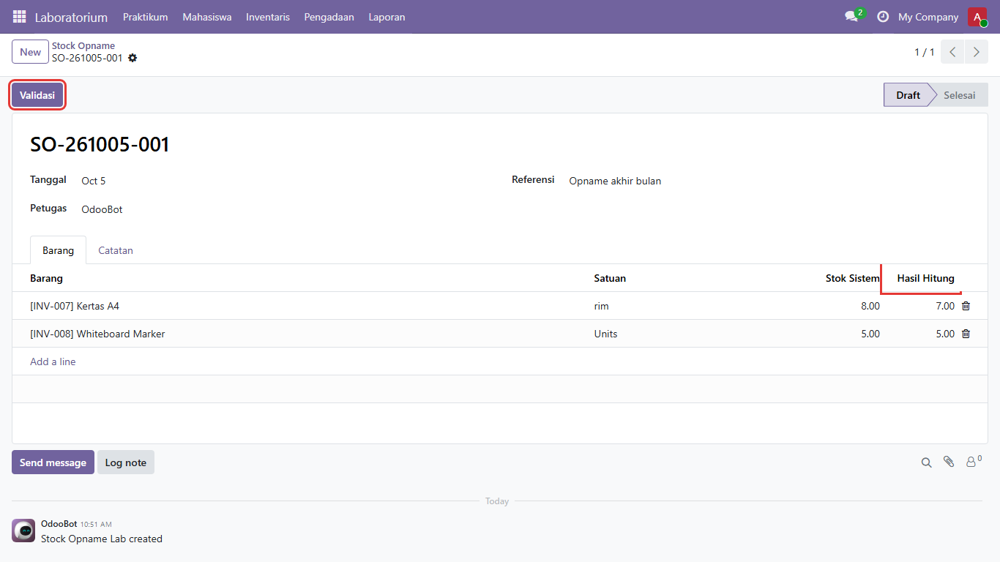 Laboratorium Praktikum Mahasiswa Inventaris Pengadaan Laporan 2 My Company A
New Stock Opname
SO-261005-001 1 / 1
Validasi Draft Selesai
SO-261005-001
Tanggal Oct 5 Referensi Opname akhir bulan
Petugas OdooBot
Barang Catatan
Barang Satuan Stok Sistem Hasil Hitung
[INV-007] Kertas A4 rim 8.00 7.00
[INV-008] Whiteboard Marker Units 5.00 5.00
Add a line
Send message Log note 0
Today
OdooBot 10:51 AM
Stock Opname Lab created